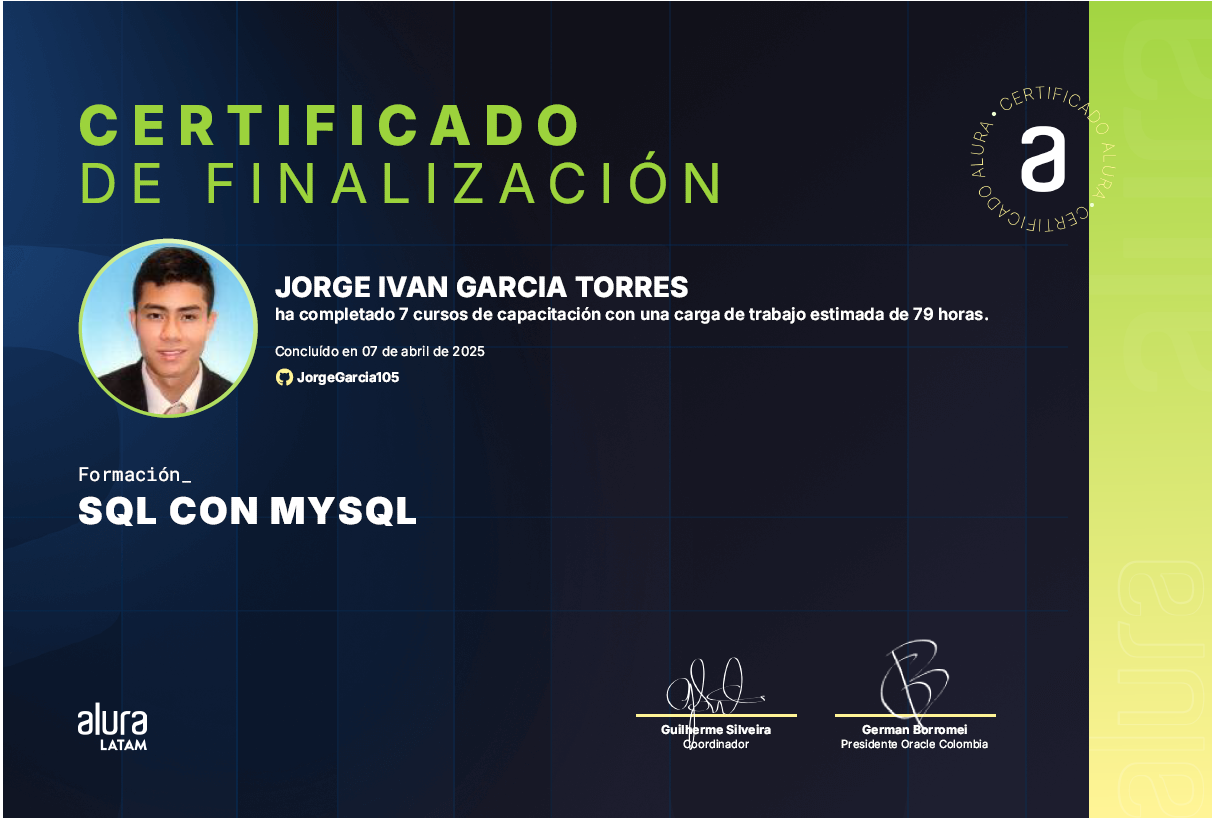 CERTIFICADO
DE FINALIZACIÓN
CERTIFICADO ALURA • CERTIFICADO ALURA •
a
JORGE IVAN GARCIA TORRES
ha completado 7 cursos de capacitación con una carga de trabajo estimada de 79 horas.
Concluído en 07 de abril de 2025
JorgeGarcia105
Formación_
SQL CON MYSQL
alura
LATAM
Guilherme Silveira
Coordinador
German Borromei
Presidente Oracle Colombia
alura
alura